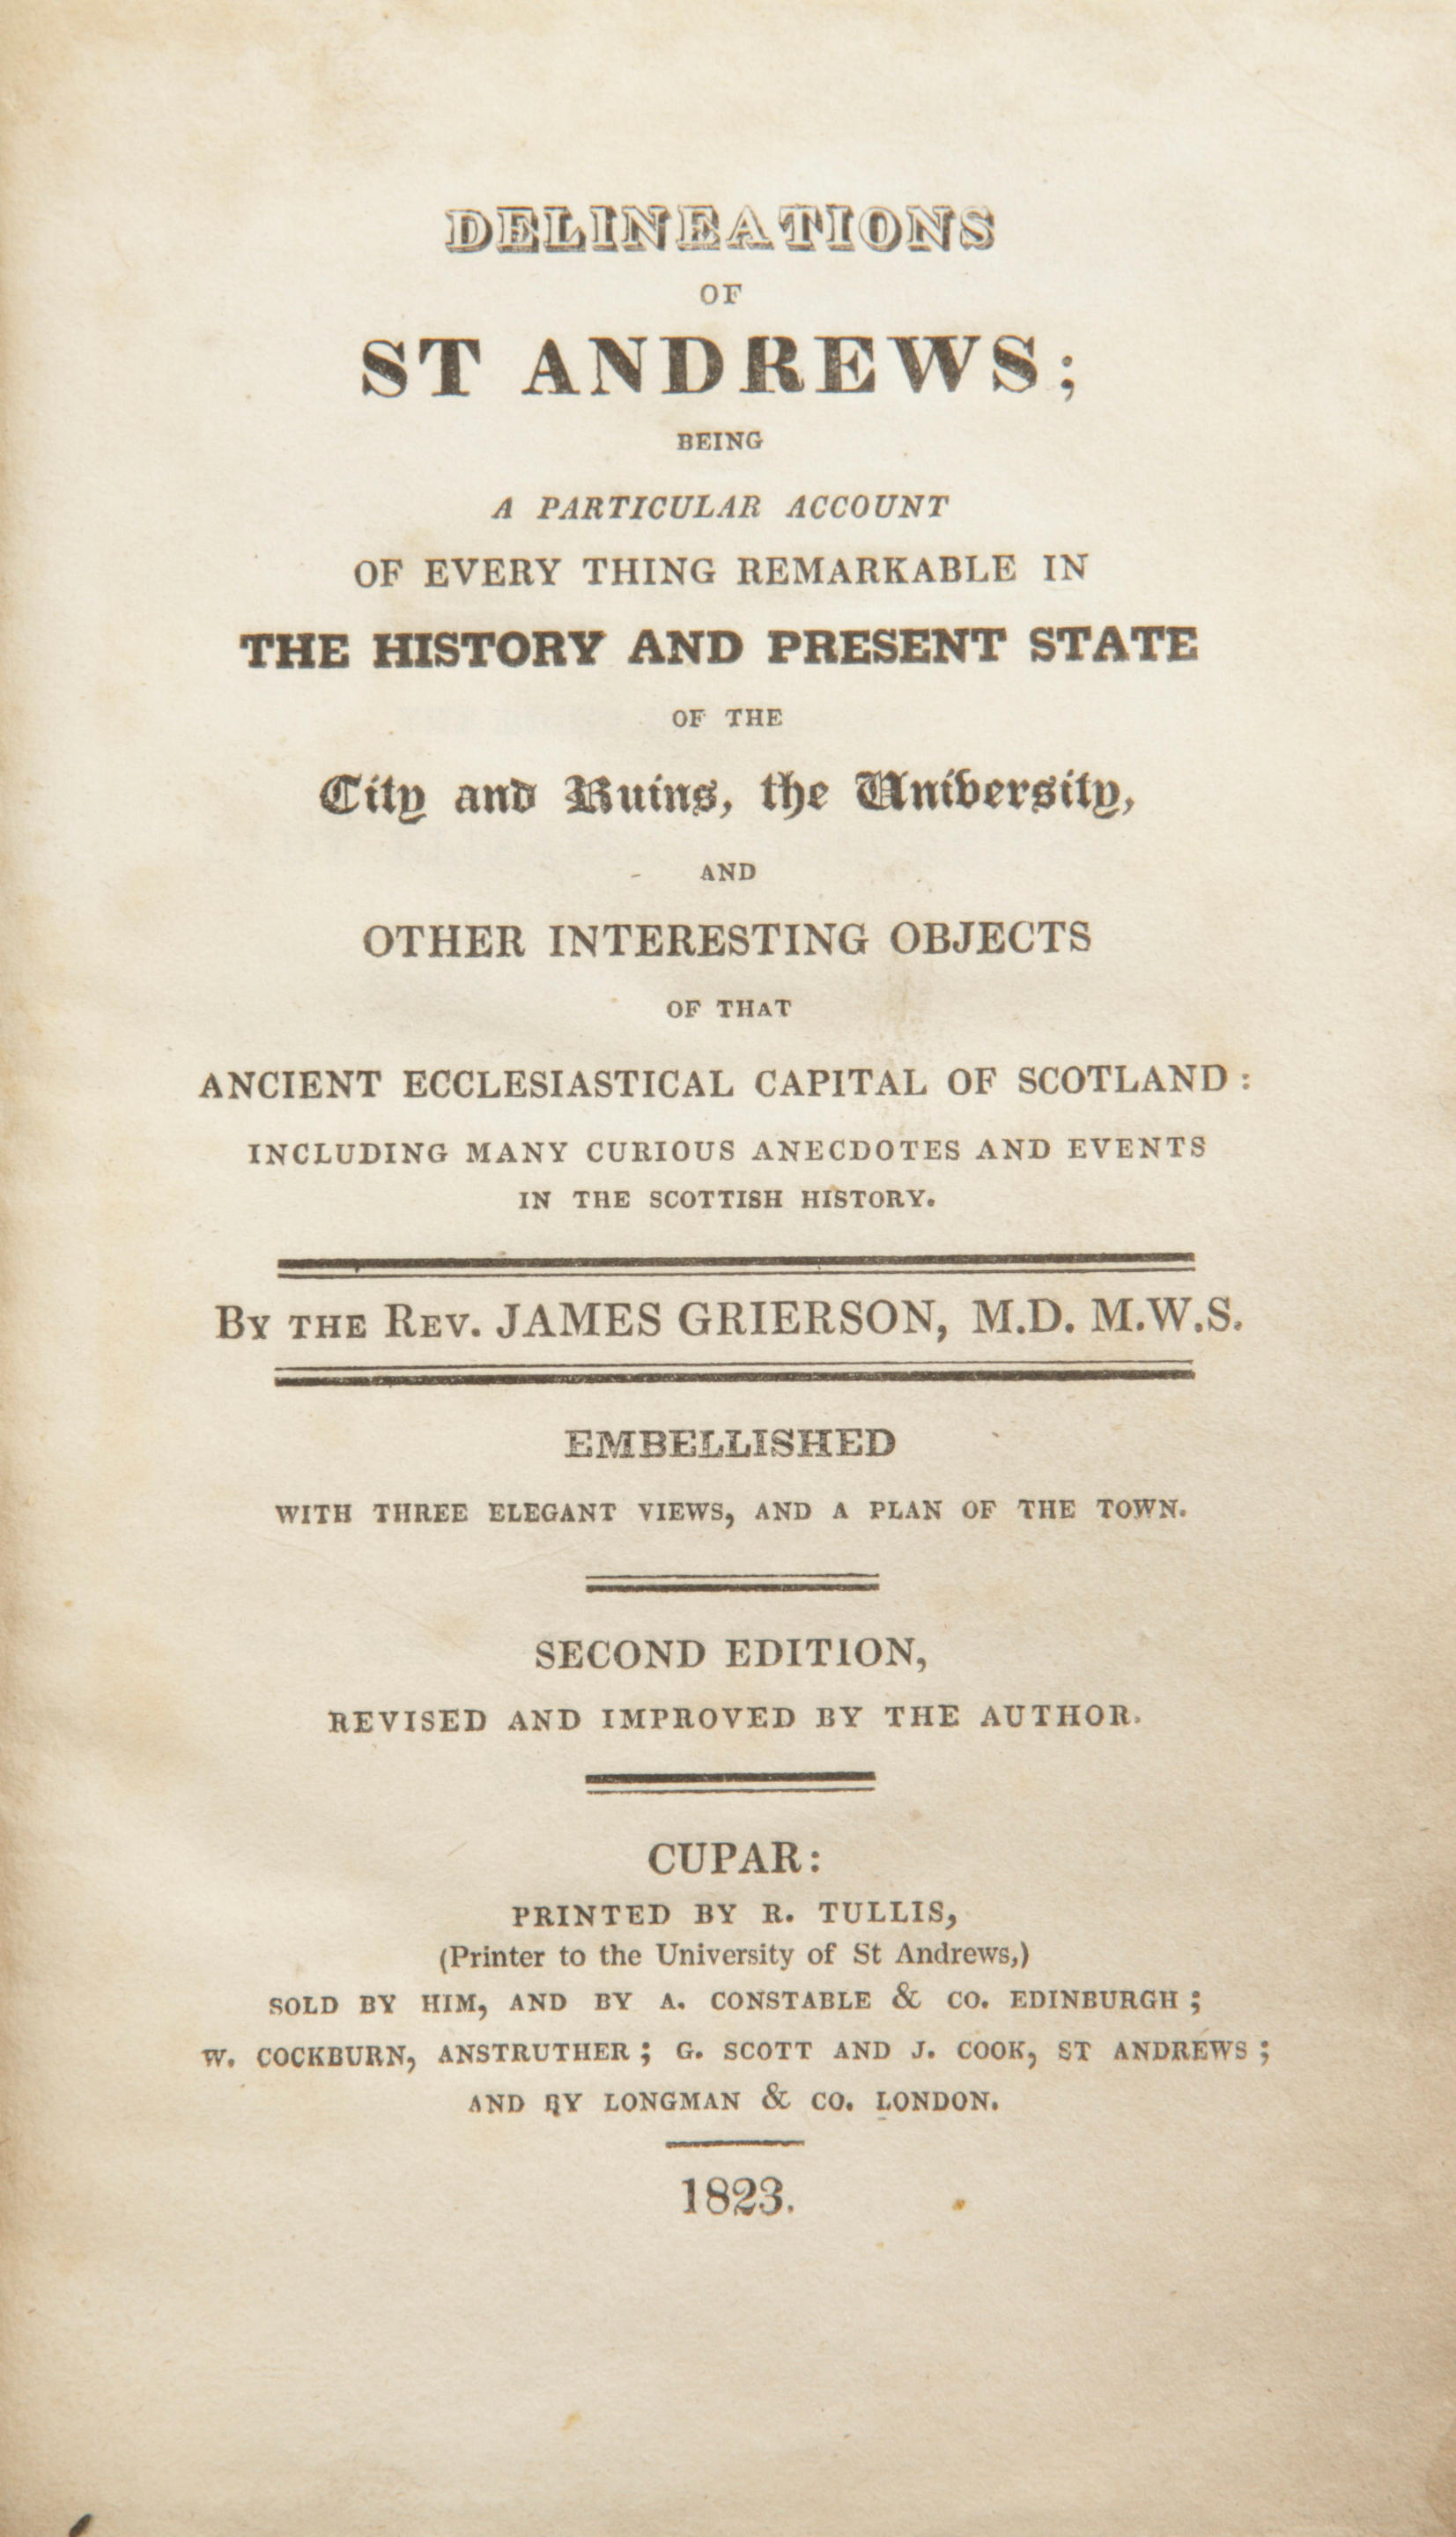 DELINEATIONS
OF
ST ANDREWS;
BEING
A PARTICULAR ACCOUNT
OF EVERY THING REMARKABLE IN
THE HISTORY AND PRESENT STATE
OF THE
City and Ruins, the University,
AND
OTHER INTERESTING OBJECTS
OF THAT
ANCIENT ECCLESIASTICAL CAPITAL OF SCOTLAND:
INCLUDING MANY CURIOUS ANECDOTES AND EVENTS
IN THE SCOTTISH HISTORY.
BY THE REV. JAMES GRIERSON, M.D. M.W.S.
EMBELLISHED
WITH THREE ELEGANT VIEWS, AND A PLAN OF THE TOWN.
SECOND EDITION,
REVISED AND IMPROVED BY THE AUTHOR.
CUPAR:
PRINTED BY R. TULLIS,
(Printer to the University of St Andrews,)
SOLD BY HIM, AND BY A. CONSTABLE & CO. EDINBURGH;
W. COCKBURN, ANSTRUTHER; G. SCOTT AND J. COOK, ST ANDREWS;
AND BY LONGMAN & CO. LONDON.
1823.